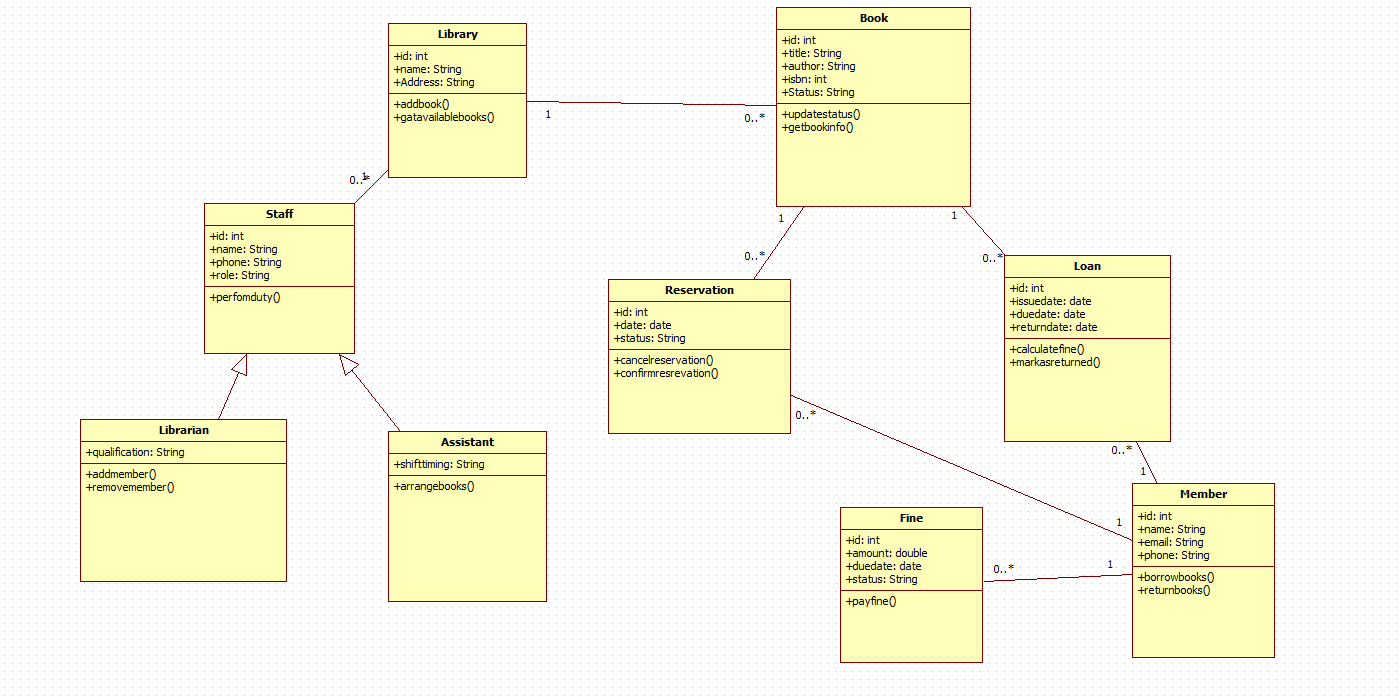 Library
+id: int
+name: String
+Address: String
+addbook()
+gatavailablebooks()
Book
+id: int
+title: String
+author: String
+isbn: int
+Status: String
+updatestatus()
+getbookinfo()
1
0..*
1
0..*
Staff
+id: int
+name: String
+phone: String
+role: String
+perfomduty()
1
0..*
1
0..*
Reservation
+id: int
+date: date
+status: String
+cancelreservation()
+confirmresrevation()
Loan
+id: int
+issuedate: date
+duedate: date
+returndate: date
+calculatefine()
+markasreturned()
Librarian
+qualification: String
+addmember()
+removemember()
Assistant
+shifttiming: String
+arrangebooks()
0..*
1
0..*
1
Fine
+id: int
+amount: double
+duedate: date
+status: String
+payfine()
0..*
1
Member
+id: int
+name: String
+email: String
+phone: String
+borrowbooks()
+returnbooks()